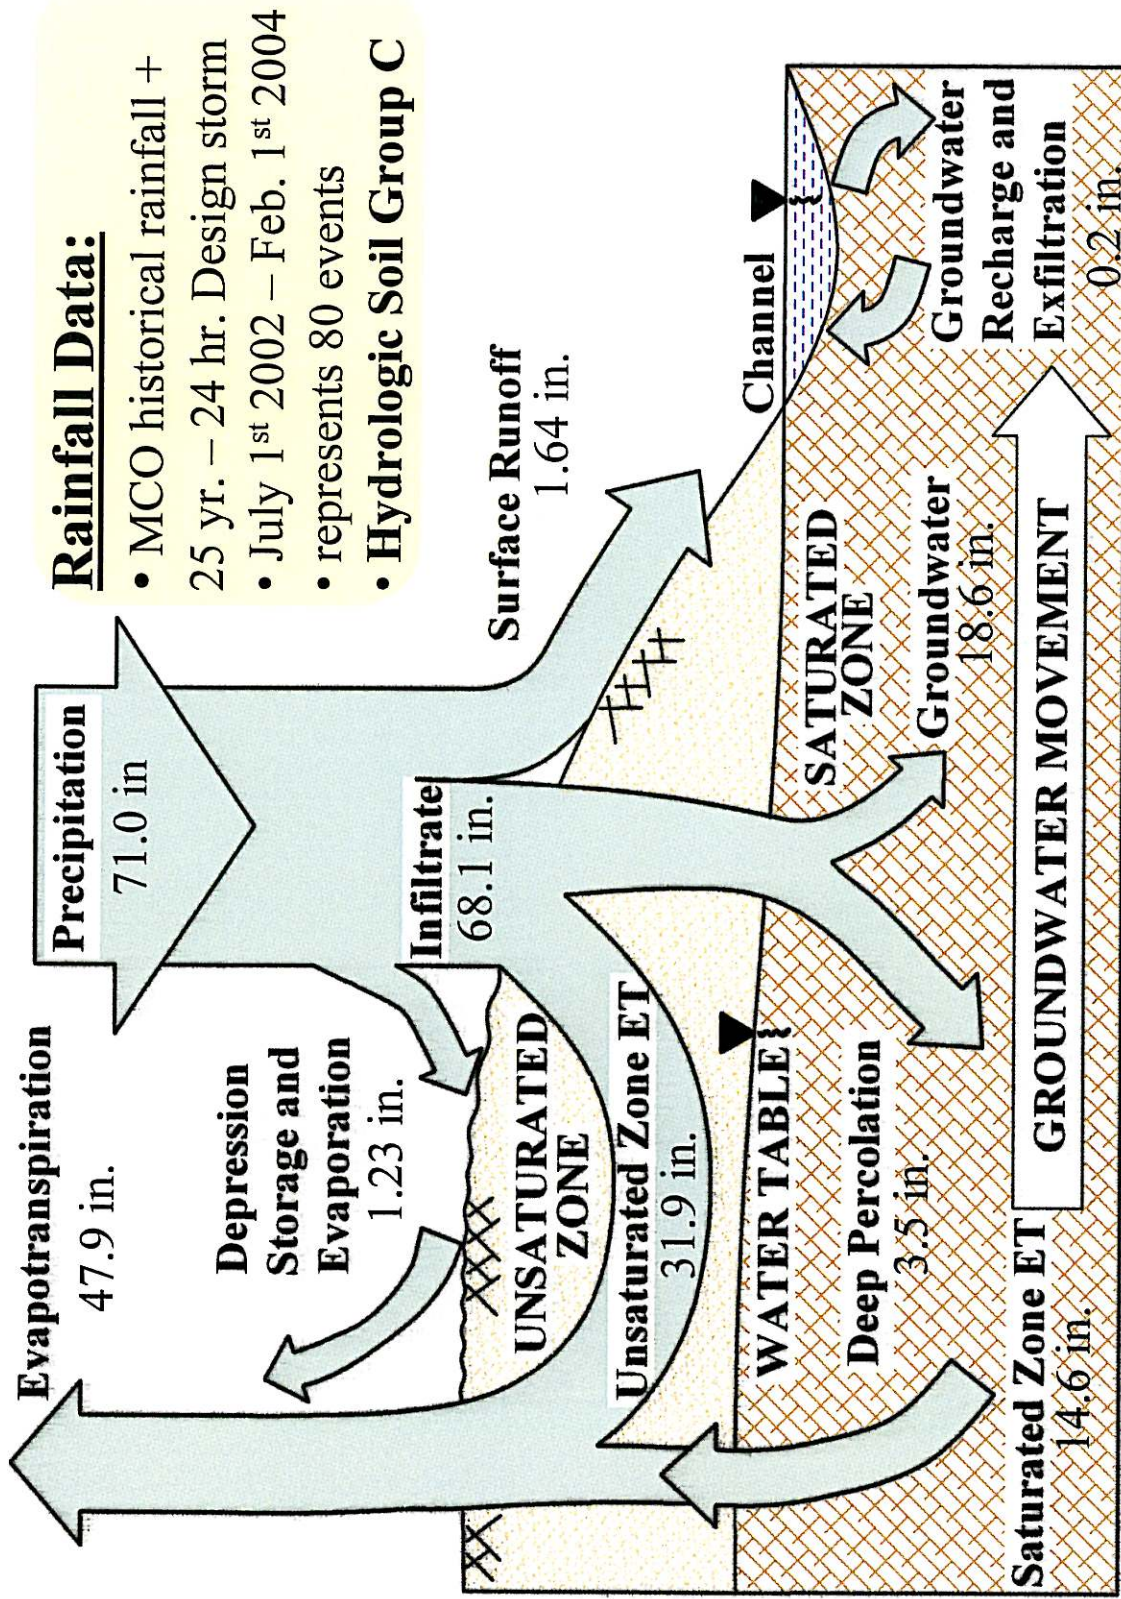 Evapotranspiration
47.9 in.
Precipitation
71.0 in
Rainfall Data:
• MCO historical rainfall +
25 yr. – 24 hr. Design storm
• July 1st 2002 – Feb. 1st 2004
• represents 80 events
• Hydrologic Soil Group C
Depression
Storage and
Evaporation
1.23 in.
Infiltrate
68.1 in.
Surface Runoff
1.64 in.
UNSATURATED
ZONE
Unsaturated Zone ET
31.9 in.
Channel
WATER TABLE
SATURATED
ZONE
Deep Percolation
3.5 in.
Groundwater
18.6 in.
Groundwater
Recharge and
Exfiltration
0.2 in.
Saturated Zone ET
14.6 in.
GROUNDWATER MOVEMENT